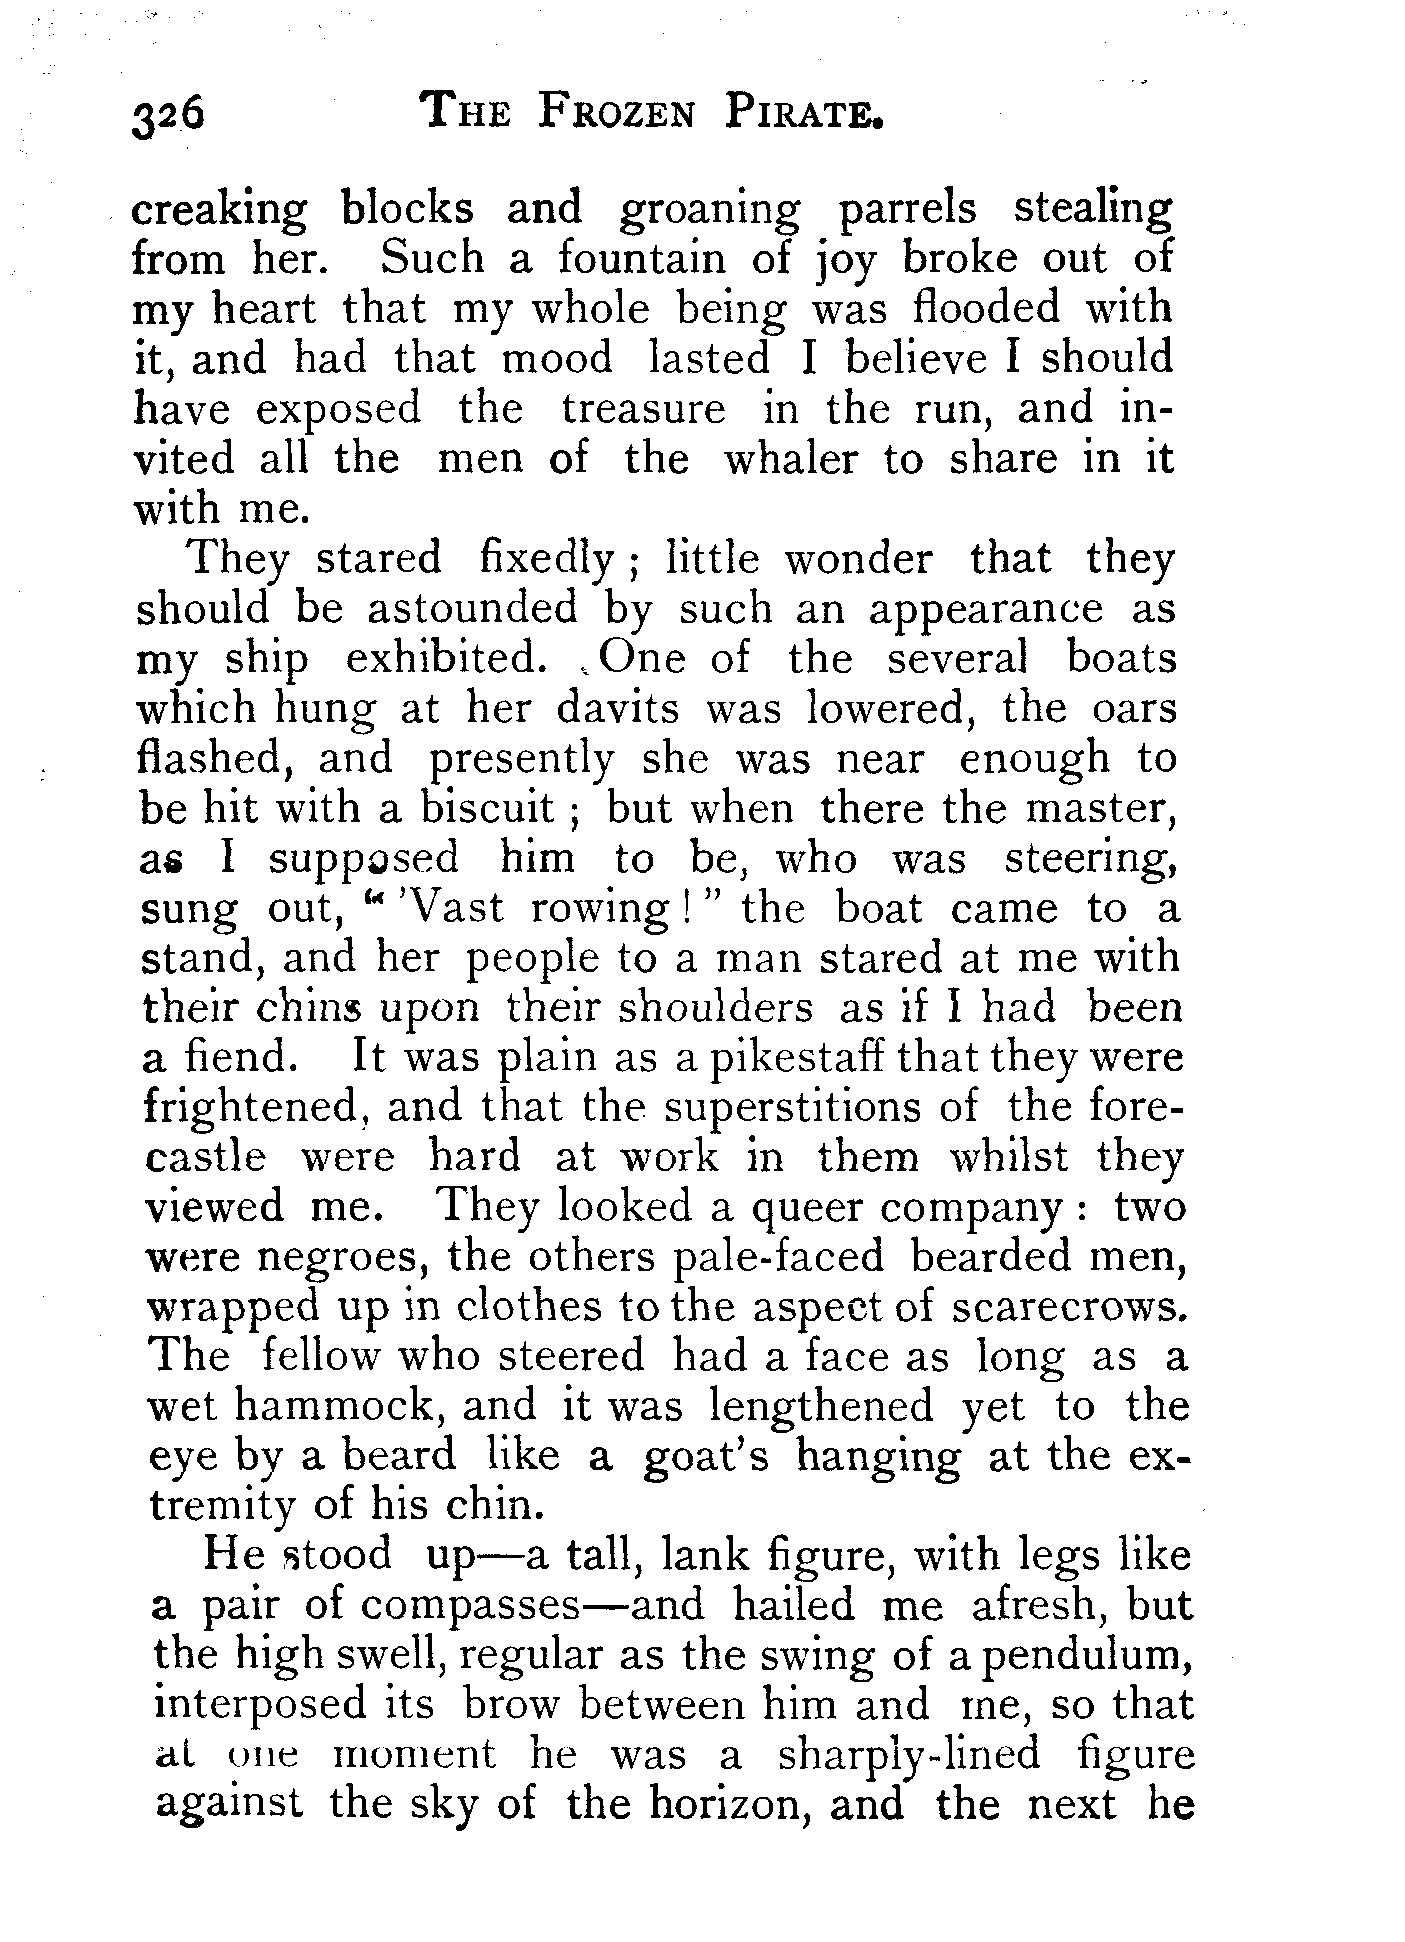 326 THE FROZEN PIRATE.
creaking blocks and groaning parrels stealing
from her. Such a fountain of joy broke out of
my heart that my whole being was flooded with
it, and had that mood lasted I believe I should
have exposed the treasure in the run, and in-
vited all the men of the whaler to share in it
with me.
They stared fixedly ; little wonder that they
should be astounded by such an appearance as
my ship exhibited. One of the several boats
which hung at her davits was lowered, the oars
flashed, and presently she was near enough to
be hit with a biscuit ; but when there the master,
as I supposed him to be, who was steering,
sung out, “ ’Vast rowing ! ” the boat came to a
stand, and her people to a man stared at me with
their chins upon their shoulders as if I had been
a fiend. It was plain as a pikestaff that they were
frightened, and that the superstitions of the fore-
castle were hard at work in them whilst they
viewed me. They looked a queer company : two
were negroes, the others pale-faced bearded men,
wrapped up in clothes to the aspect of scarecrows.
The fellow who steered had a face as long as a
wet hammock, and it was lengthened yet to the
eye by a beard like a goat’s hanging at the ex-
tremity of his chin.
He stood up—a tall, lank figure, with legs like
a pair of compasses—and hailed me afresh, but
the high swell, regular as the swing of a pendulum,
interposed its brow between him and me, so that
at one moment he was a sharply-lined figure
against the sky of the horizon, and the next he